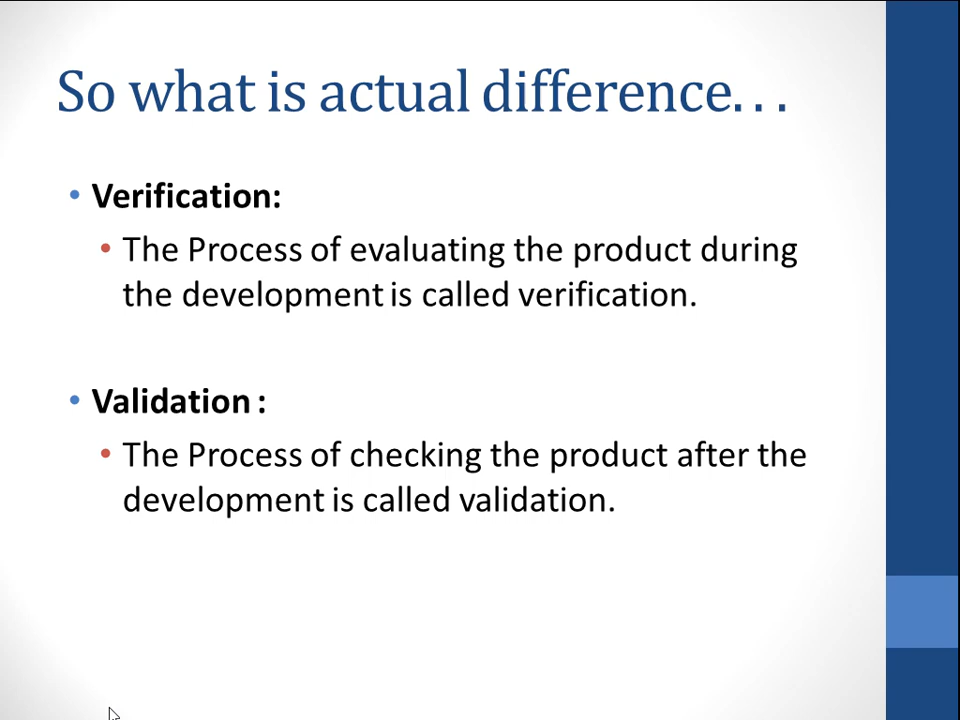 So what is actual difference. . .
• Verification:
• The Process of evaluating the product during
the development is called verification.
• Validation :
• The Process of checking the product after the
development is called validation.